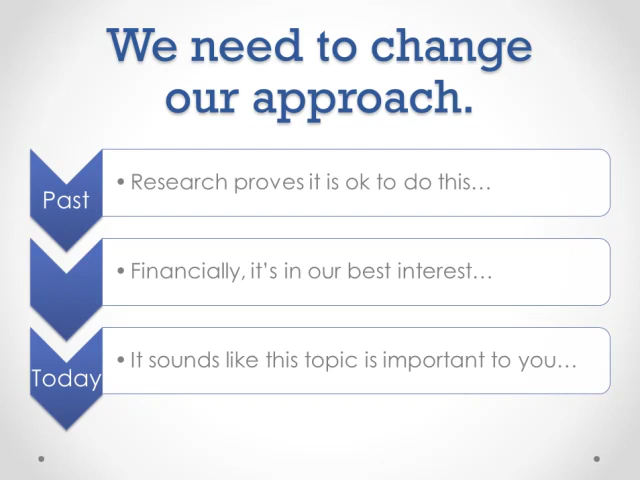 We need to change
our approach.
Past
• Research proves it is ok to do this…
• Financially, it’s in our best interest…
Today
• It sounds like this topic is important to you…